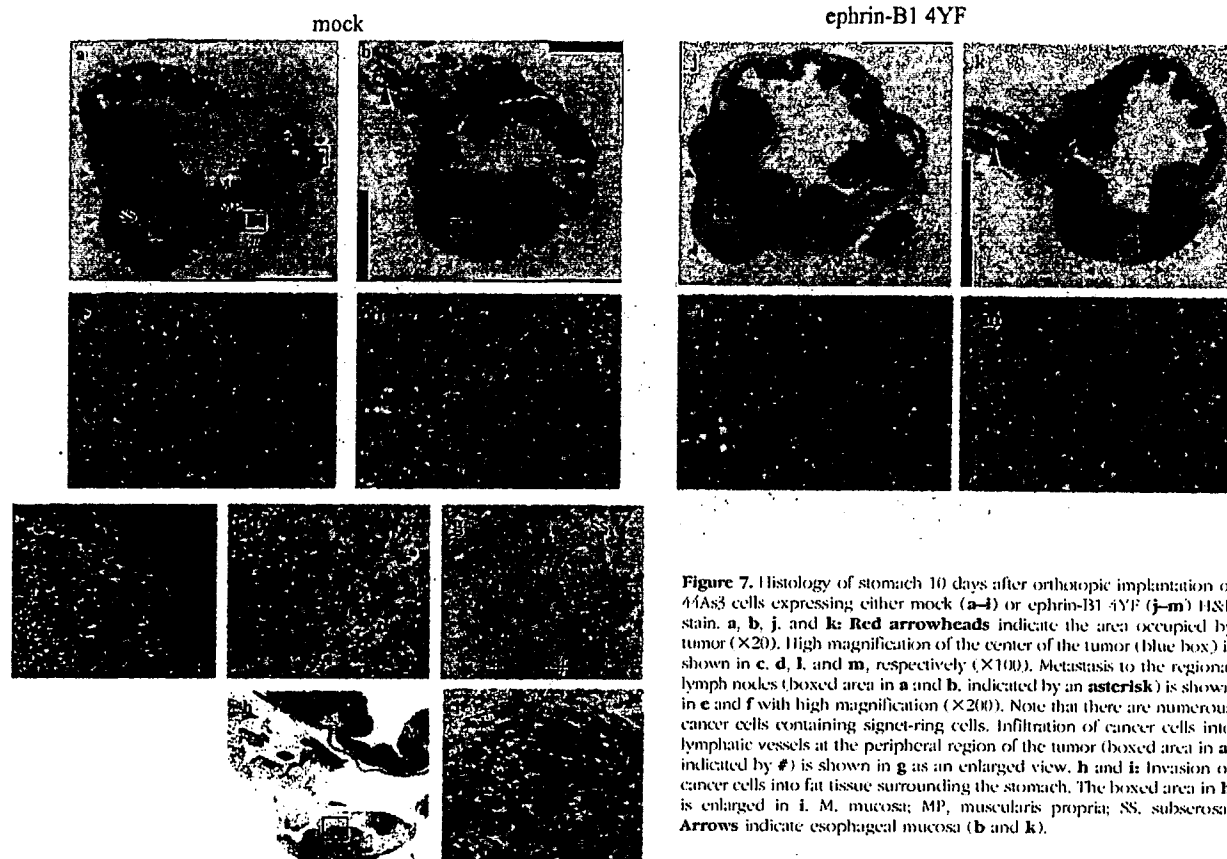 mock
ephrin-B1 4YF
a
b
j
k
SS
M
MP
m
h
Figure 7. Histology of stomach 10 days after orthotopic implantation o
44As3 cells expressing either mock (a–i) or ephrin-B1 4YF (j–m) H&E
stain. a, b, j, and k: Red arrowheads indicate the area occupied by
tumor (×20). High magnification of the center of the tumor (blue box) i
shown in c, d, l, and m, respectively (×100). Metastasis to the regiona
lymph nodes (boxed area in a and b, indicated by an asterisk) is shown
in e and f with high magnification (×200). Note that there are numerou
cancer cells containing signet-ring cells. Infiltration of cancer cells into
lymphatic vessels at the peripheral region of the tumor (boxed area in a
indicated by #) is shown in g as an enlarged view. h and i: Invasion o
cancer cells into fat tissue surrounding the stomach. The boxed area in h
is enlarged in i. M, mucosa; MP, muscularis propria; SS, subserosa
Arrows indicate esophageal mucosa (b and k).